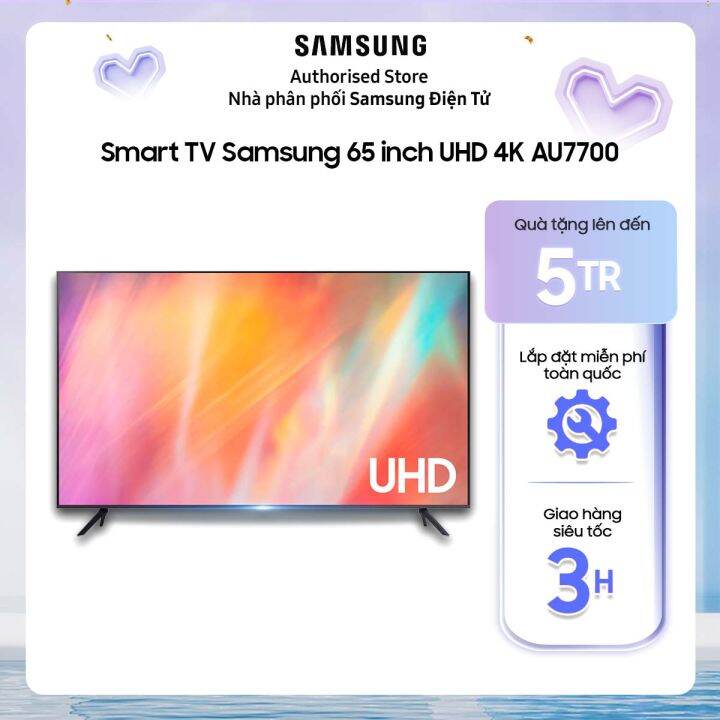 SAMSUNG
Authorised Store
Nhà phân phối Samsung Điện Tử
Smart TV Samsung 65 inch UHD 4K AU7700
Quà tặng lên đến
5TR
Lắp đặt miễn phí
toàn quốc
UHD
Giao hàng
siêu tốc
3H